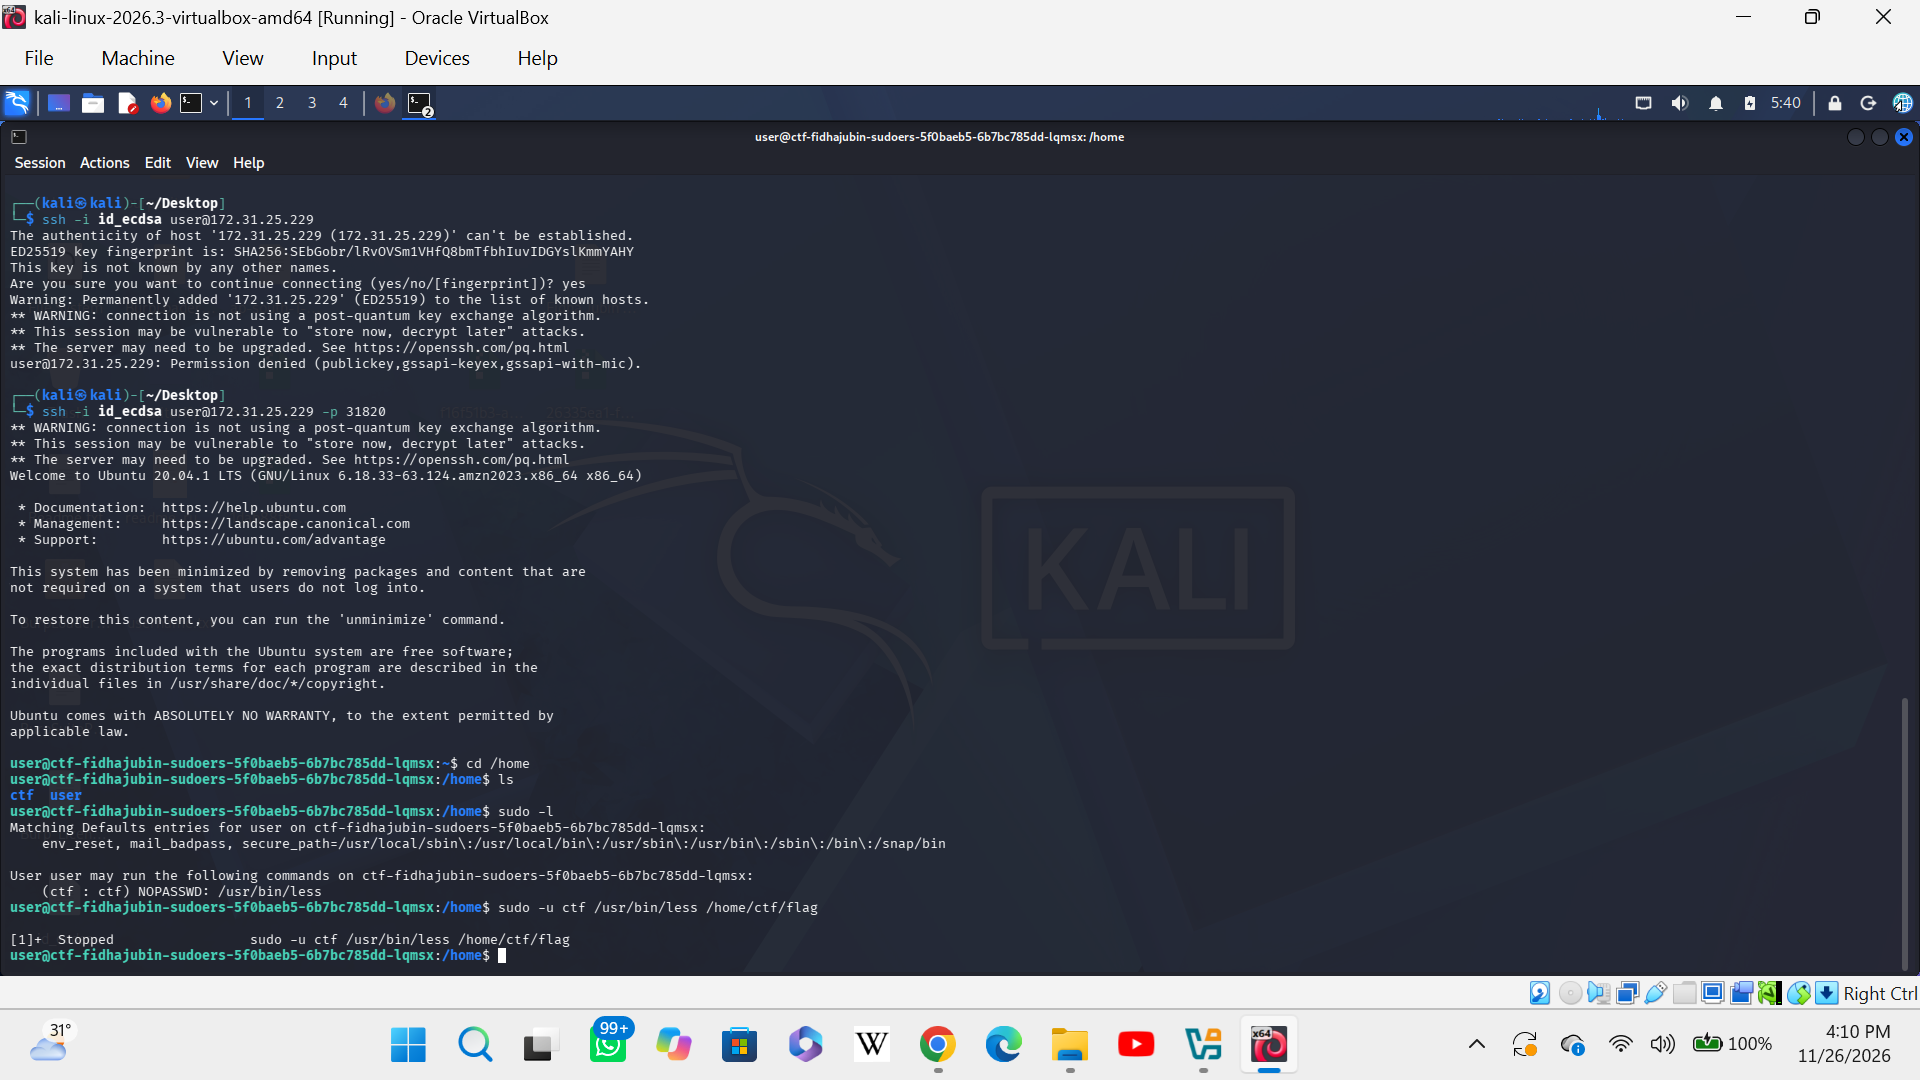 kali-linux-2026.3-virtualbox-amd64 [Running] - Oracle VirtualBox
File Machine View Input Devices Help
1 2 3 4 2 5:40
user@ctf-fidhajubin-sudoers-5f0baeb5-6b7bc785dd-lqmsx: /home
Session Actions Edit View Help
┌──(kali㉿kali)-[~/Desktop]
└─$ ssh -i id_ecdsa user@172.31.25.229
The authenticity of host '172.31.25.229 (172.31.25.229)' can't be established.
ED25519 key fingerprint is: SHA256:SEbGobr/lRvOVSm1VHfQ8bmTfbhIuvIDGYslKmmYAHY
This key is not known by any other names.
Are you sure you want to continue connecting (yes/no/[fingerprint])? yes
Warning: Permanently added '172.31.25.229' (ED25519) to the list of known hosts.
** WARNING: connection is not using a post-quantum key exchange algorithm.
** This session may be vulnerable to "store now, decrypt later" attacks.
** The server may need to be upgraded. See https://openssh.com/pq.html
user@172.31.25.229: Permission denied (publickey,gssapi-keyex,gssapi-with-mic).
┌──(kali㉿kali)-[~/Desktop]
└─$ ssh -i id_ecdsa user@172.31.25.229 -p 31820
** WARNING: connection is not using a post-quantum key exchange algorithm.
** This session may be vulnerable to "store now, decrypt later" attacks.
** The server may need to be upgraded. See https://openssh.com/pq.html
Welcome to Ubuntu 20.04.1 LTS (GNU/Linux 6.18.33-63.124.amzn2023.x86_64 x86_64)
* Documentation: https://help.ubuntu.com
* Management: https://landscape.canonical.com
* Support: https://ubuntu.com/advantage
This system has been minimized by removing packages and content that are
not required on a system that users do not log into.
To restore this content, you can run the 'unminimize' command.
The programs included with the Ubuntu system are free software;
the exact distribution terms for each program are described in the
individual files in /usr/share/doc/*/copyright.
Ubuntu comes with ABSOLUTELY NO WARRANTY, to the extent permitted by
applicable law.
user@ctf-fidhajubin-sudoers-5f0baeb5-6b7bc785dd-lqmsx:~$ cd /home
user@ctf-fidhajubin-sudoers-5f0baeb5-6b7bc785dd-lqmsx:/home$ ls
ctf user
user@ctf-fidhajubin-sudoers-5f0baeb5-6b7bc785dd-lqmsx:/home$ sudo -l
Matching Defaults entries for user on ctf-fidhajubin-sudoers-5f0baeb5-6b7bc785dd-lqmsx:
env_reset, mail_badpass, secure_path=/usr/local/sbin\:/usr/local/bin\:/usr/sbin\:/usr/bin\:/sbin\:/bin\:/snap/bin
User user may run the following commands on ctf-fidhajubin-sudoers-5f0baeb5-6b7bc785dd-lqmsx:
(ctf : ctf) NOPASSWD: /usr/bin/less
user@ctf-fidhajubin-sudoers-5f0baeb5-6b7bc785dd-lqmsx:/home$ sudo -u ctf /usr/bin/less /home/ctf/flag
[1]+ Stopped sudo -u ctf /usr/bin/less /home/ctf/flag
user@ctf-fidhajubin-sudoers-5f0baeb5-6b7bc785dd-lqmsx:/home$
KALI
Right Ctrl
31°
99+
W
x64
100%
4:10 PM
11/26/2026